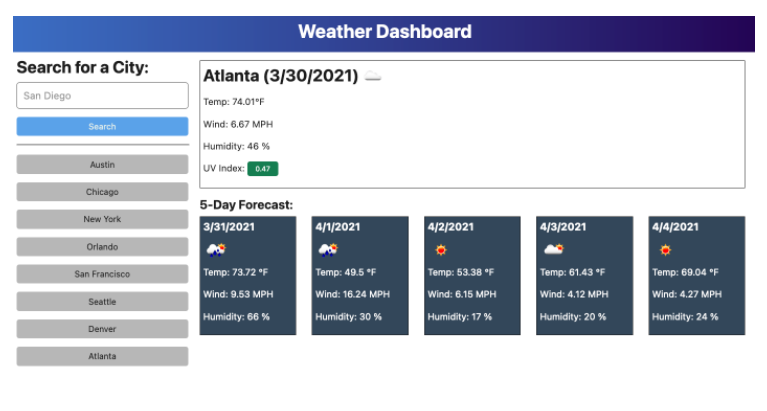 Weather Dashboard
Search for a City:
San Diego
Search
Austin
Chicago
New York
Orlando
San Francisco
Seattle
Denver
Atlanta
Atlanta (3/30/2021)
Temp: 74.01°F
Wind: 6.67 MPH
Humidity: 46 %
UV Index: 0.47
5-Day Forecast:
3/31/2021
Temp: 73.72 °F
Wind: 9.53 MPH
Humidity: 66 %
4/1/2021
Temp: 49.5 °F
Wind: 16.24 MPH
Humidity: 30 %
4/2/2021
Temp: 53.38 °F
Wind: 6.15 MPH
Humidity: 17 %
4/3/2021
Temp: 61.43 °F
Wind: 4.12 MPH
Humidity: 20 %
4/4/2021
Temp: 69.04 °F
Wind: 4.27 MPH
Humidity: 24 %